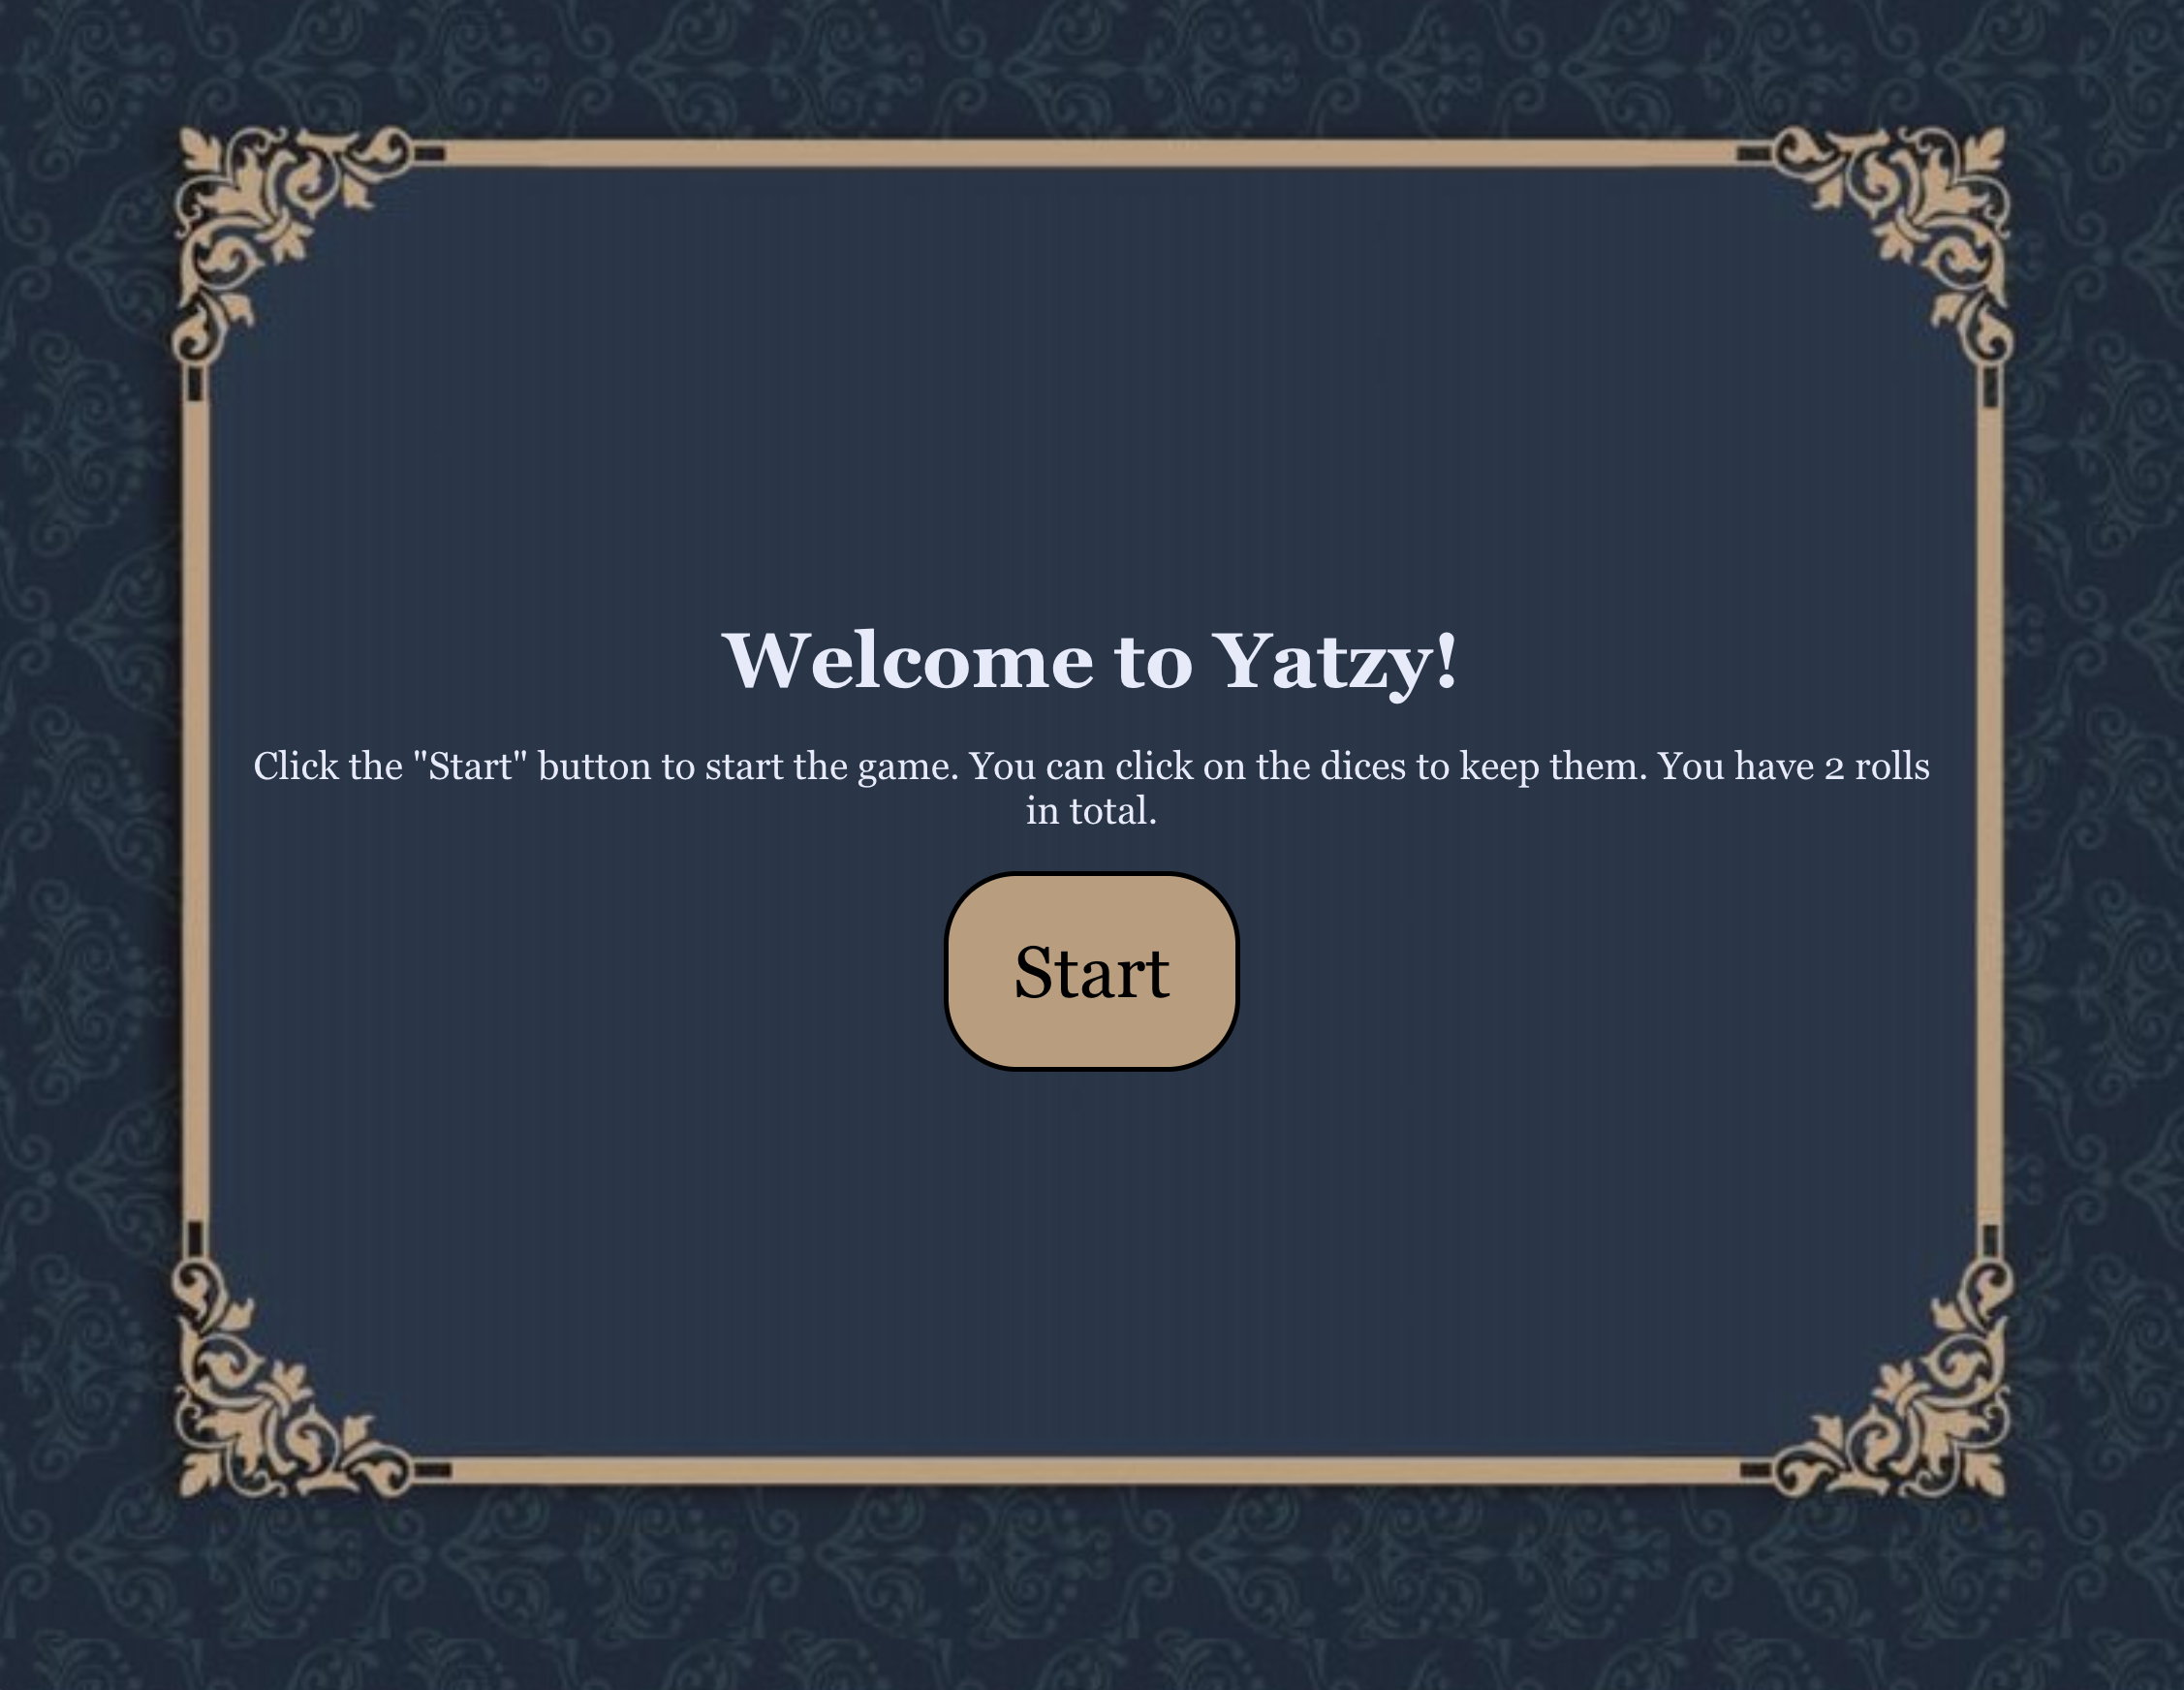 Welcome to Yatzy!
Click the "Start" button to start the game. You can click on the dices to keep them. You have 2 rolls
in total.
Start